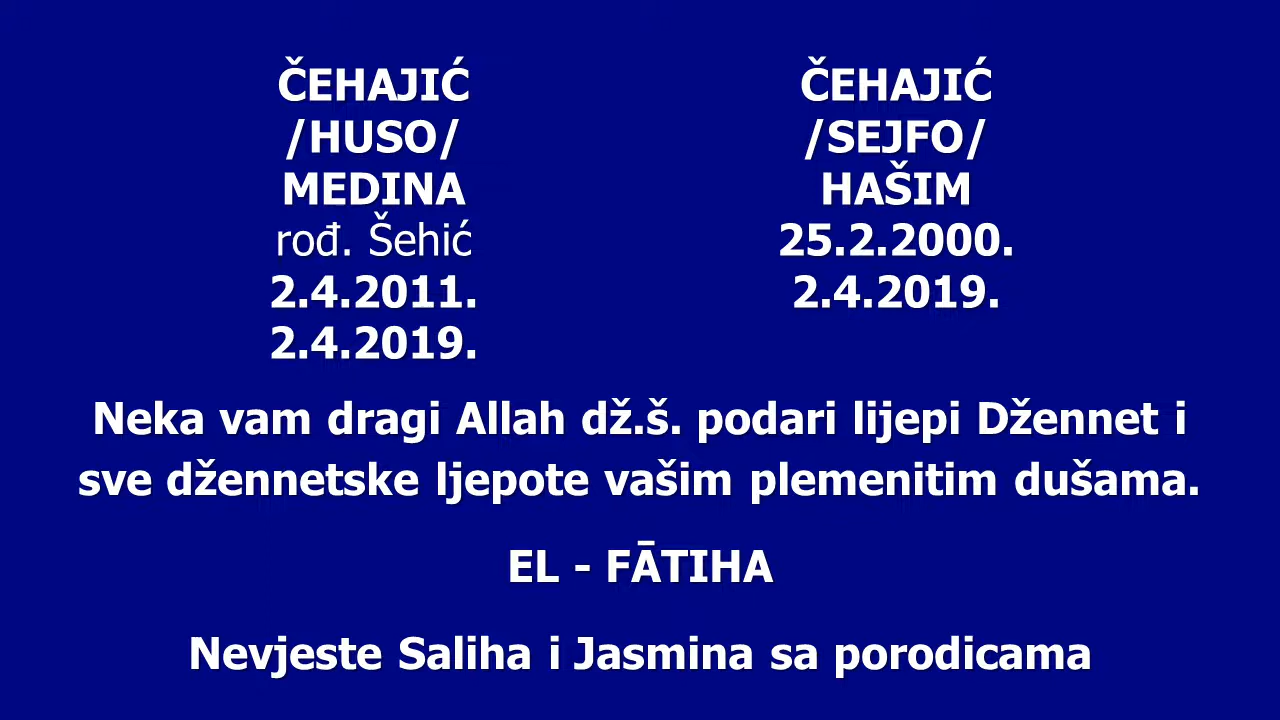 ČEHAJIĆ
/HUSO/
MEDINA
rođ. Šehić
2.4.2011.
2.4.2019.
ČEHAJIĆ
/SEJFO/
HAŠIM
25.2.2000.
2.4.2019.
Neka vam dragi Allah dž.š. podari lijepi Džennet i
sve džennetske ljepote vašim plemenitim dušama.
EL - FĀTIHA
Nevjeste Saliha i Jasmina sa porodicama